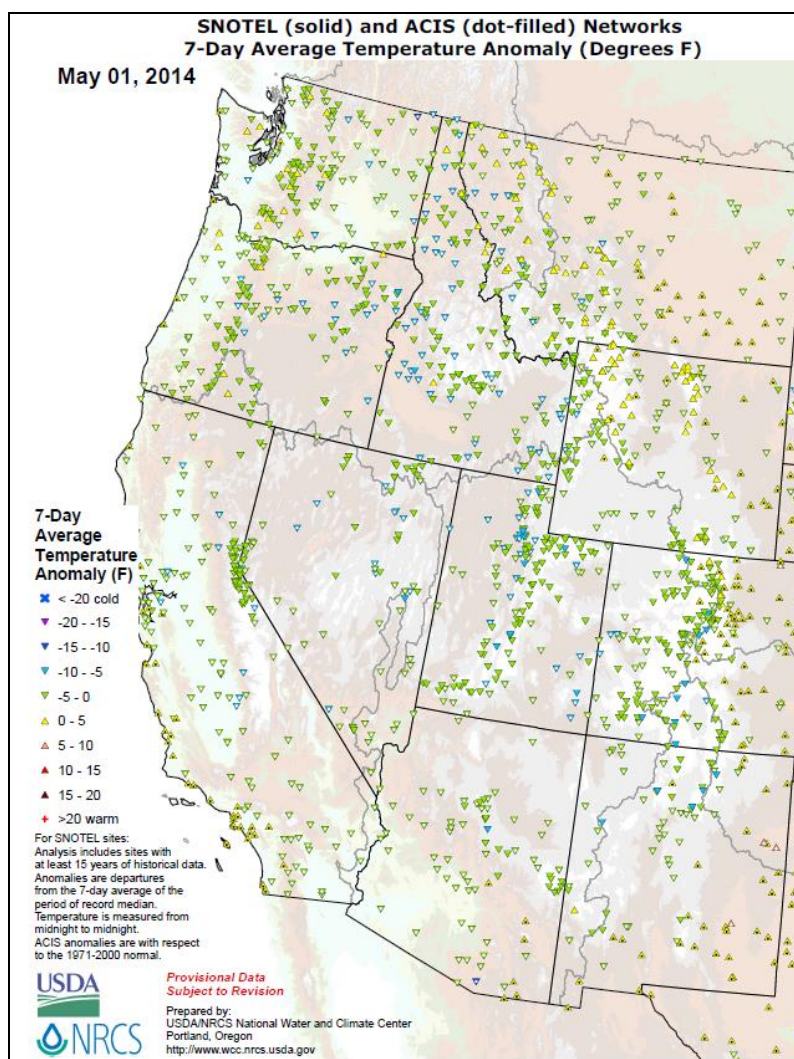 SNOTEL (solid) and ACIS (dot-filled) Networks
7-Day Average Temperature Anomaly (Degrees F)
May 01, 2014
7-Day
Average
Temperature
Anomaly (F)
< -20 cold
-20 - -15
-15 - -10
-10 - -5
-5 - 0
0 - 5
5 - 10
10 - 15
15 - 20
>20 warm
For SNOTEL sites:
Analysis includes sites with
at least 15 years of historical data.
Anomalies are departures
from the 7-day average of the
period of record median.
Temperature is measured from
midnight to midnight.
ACIS anomalies are with respect
to the 1971-2000 normal.
USDA
NRCS
Provisional Data
Subject to Revision
Prepared by:
USDA/NRCS National Water and Climate Center
Portland, Oregon
http://www.wcc.nrcs.usda.gov